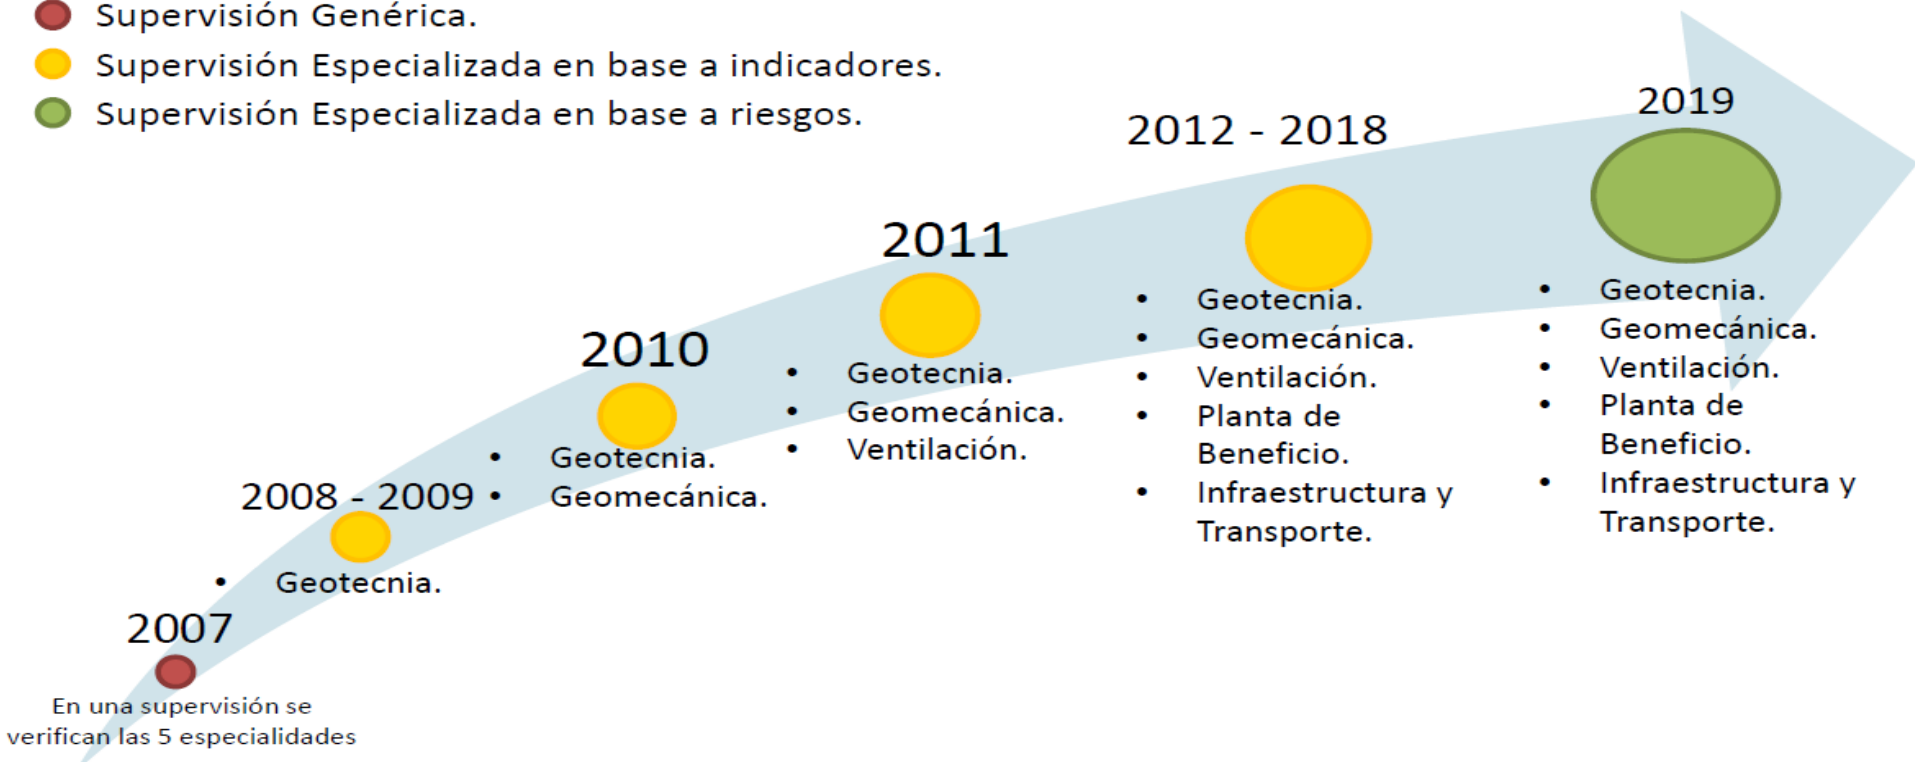 Supervisión Genérica.
Supervisión Especializada en base a indicadores.
Supervisión Especializada en base a riesgos.
2007
En una supervisión se
verifican las 5 especialidades
2008 - 2009
• Geotecnia.
2010
• Geotecnia.
• Geomecánica.
2011
• Geotecnia.
• Geomecánica.
• Ventilación.
2012 - 2018
• Geotecnia.
• Geomecánica.
• Ventilación.
• Planta de
Beneficio.
• Infraestructura y
Transporte.
2019
• Geotecnia.
• Geomecánica.
• Ventilación.
• Planta de
Beneficio.
• Infraestructura y
Transporte.